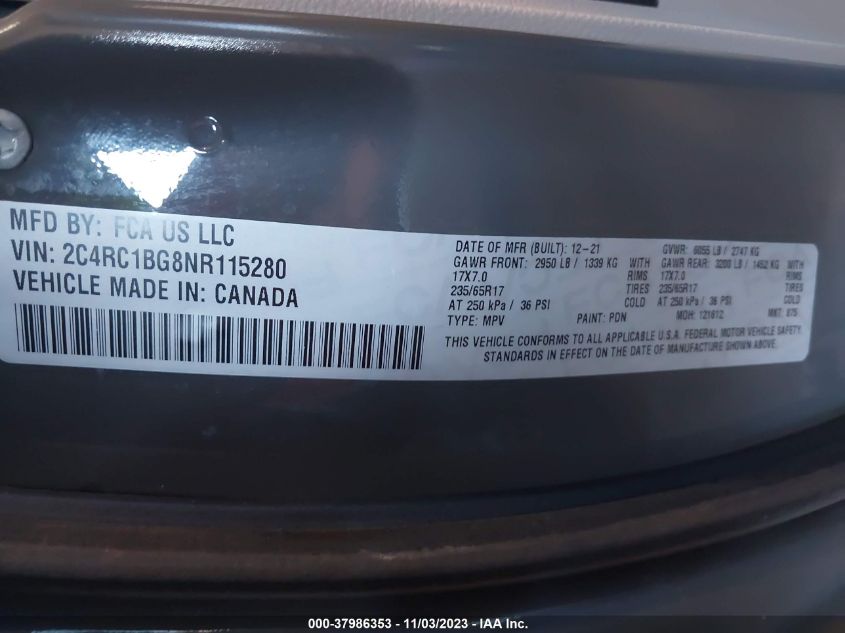 MFD BY: FCA US LLC
VIN: 2C4RC1BG8NR115280
VEHICLE MADE IN: CANADA
DATE OF MFR (BUILT): 12-21 GVWR: 6055 LB / 2747 KG
GAWR FRONT: 2950 LB / 1339 KG WITH GAWR REAR: 3200 LB / 1452 KG WITH
17X7.0 RIMS 17X7.0 RIMS
235/65R17 TIRES 235/65R17 TIRES
AT 250 kPa / 36 PSI COLD AT 250 kPa / 36 PSI COLD
TYPE: MPV PAINT: PDN MDH: 121612 MKT: 875
THIS VEHICLE CONFORMS TO ALL APPLICABLE U.S.A. FEDERAL MOTOR VEHICLE SAFETY
STANDARDS IN EFFECT ON THE DATE OF MANUFACTURE SHOWN ABOVE.
000-37986353 - 11/03/2023 - IAA Inc.